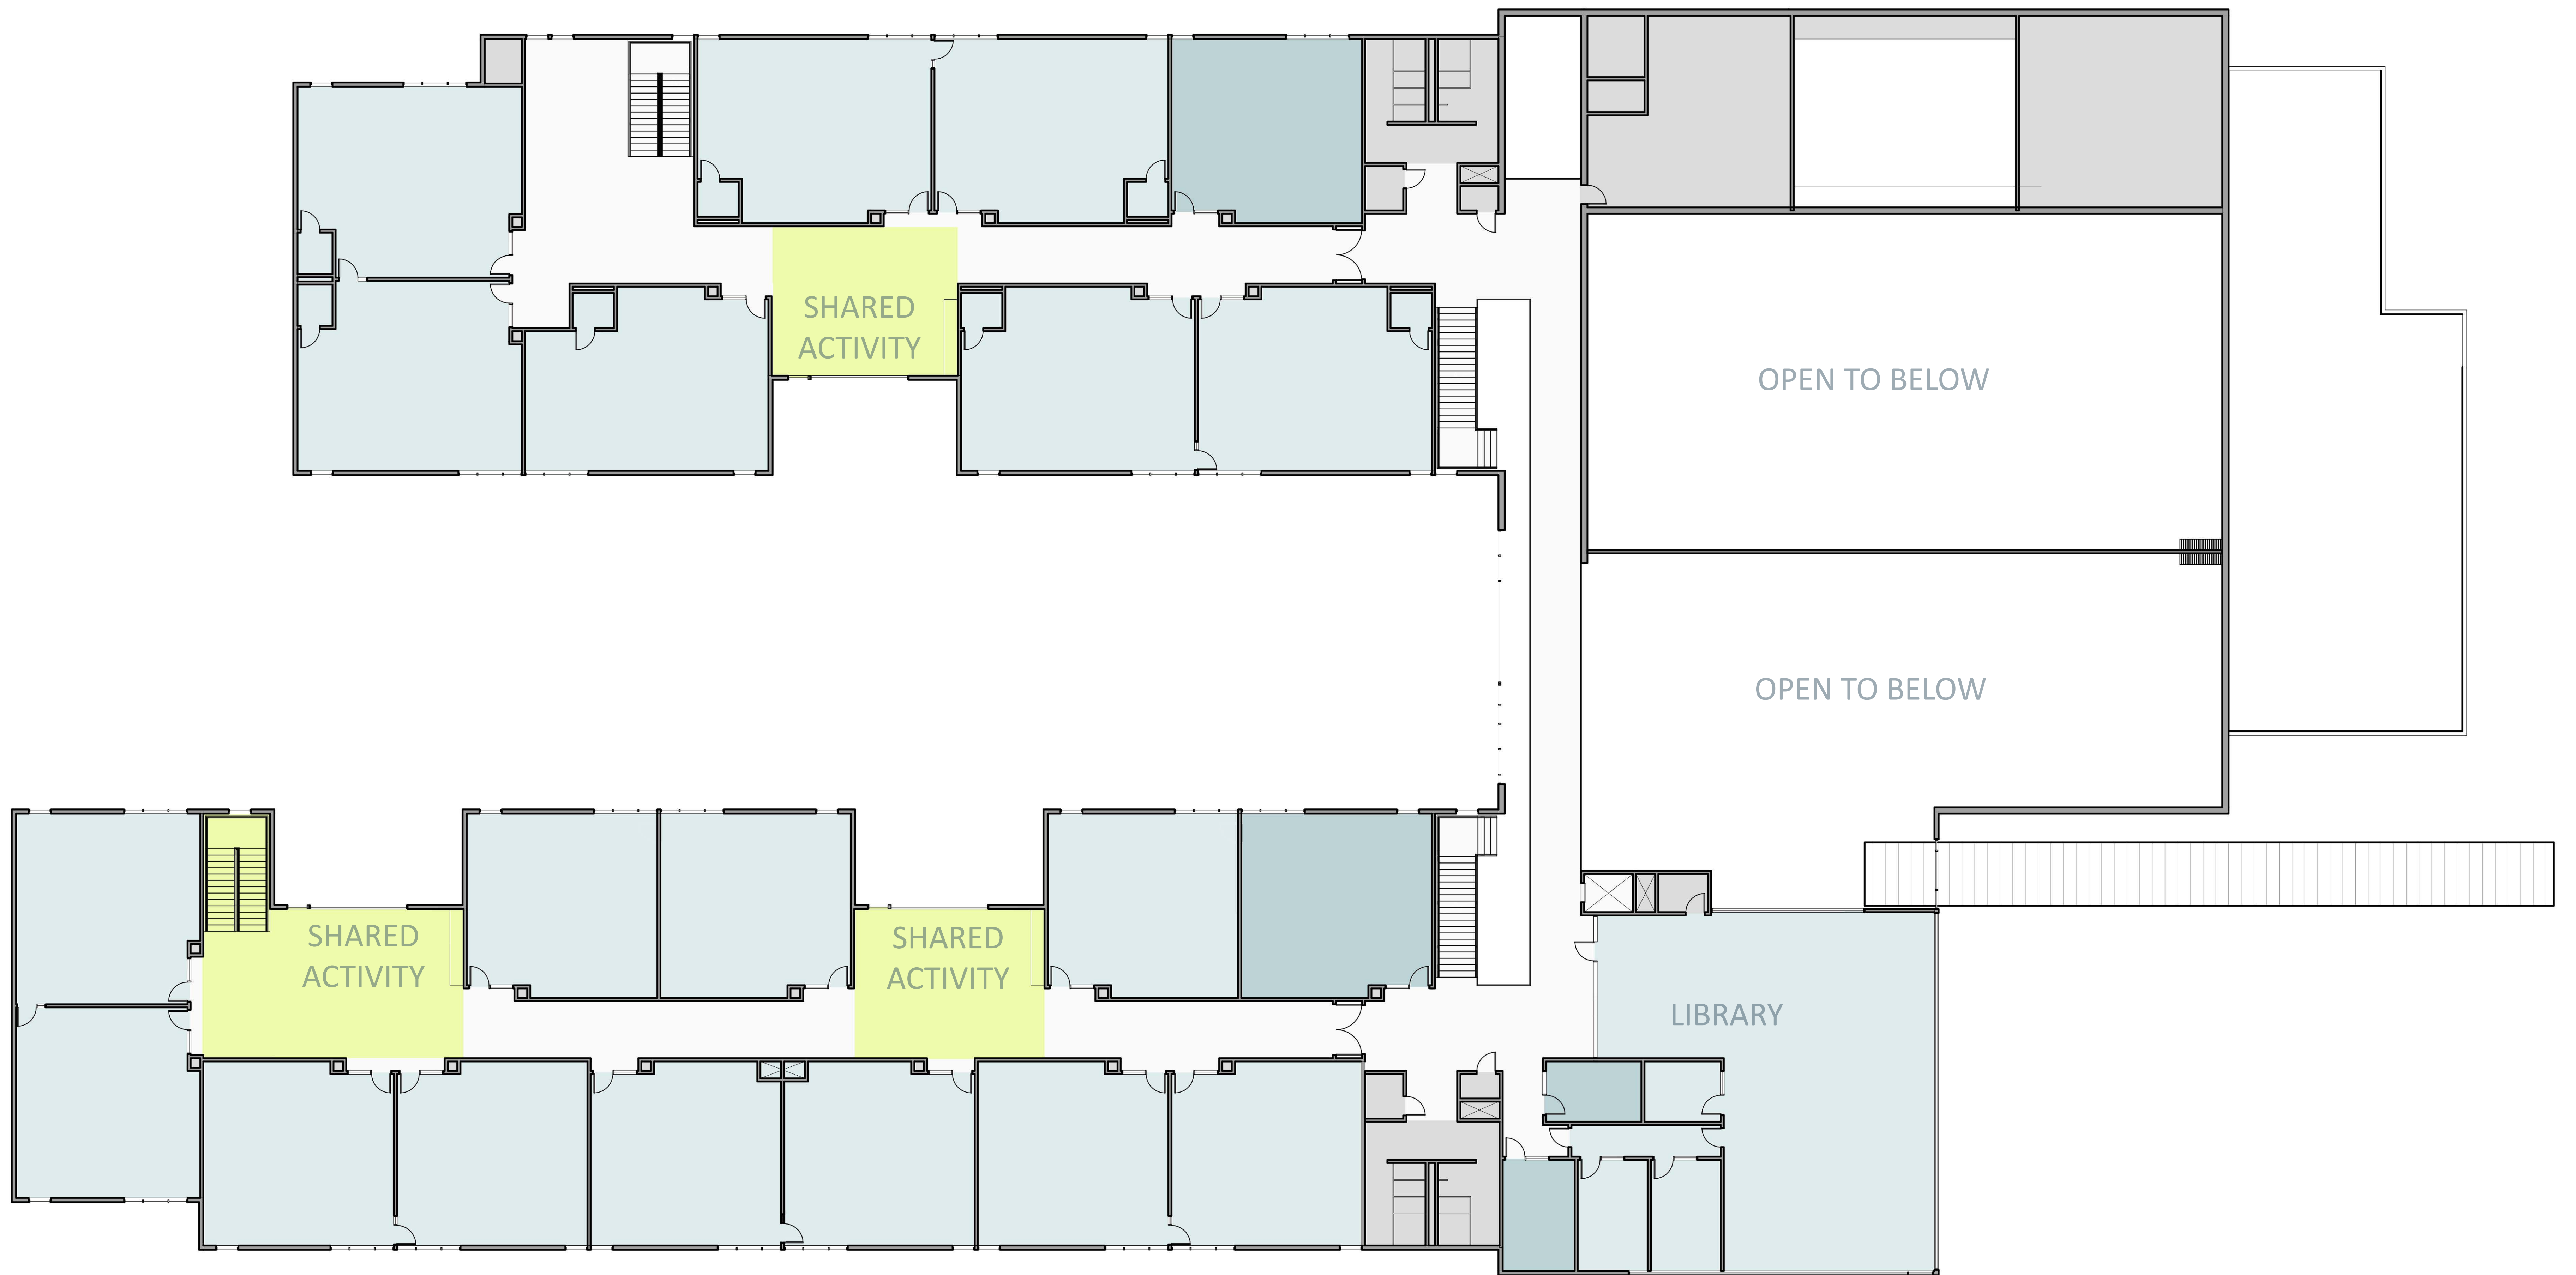 SHARED
ACTIVITY
OPEN TO BELOW
OPEN TO BELOW
SHARED
ACTIVITY
SHARED
ACTIVITY
LIBRARY